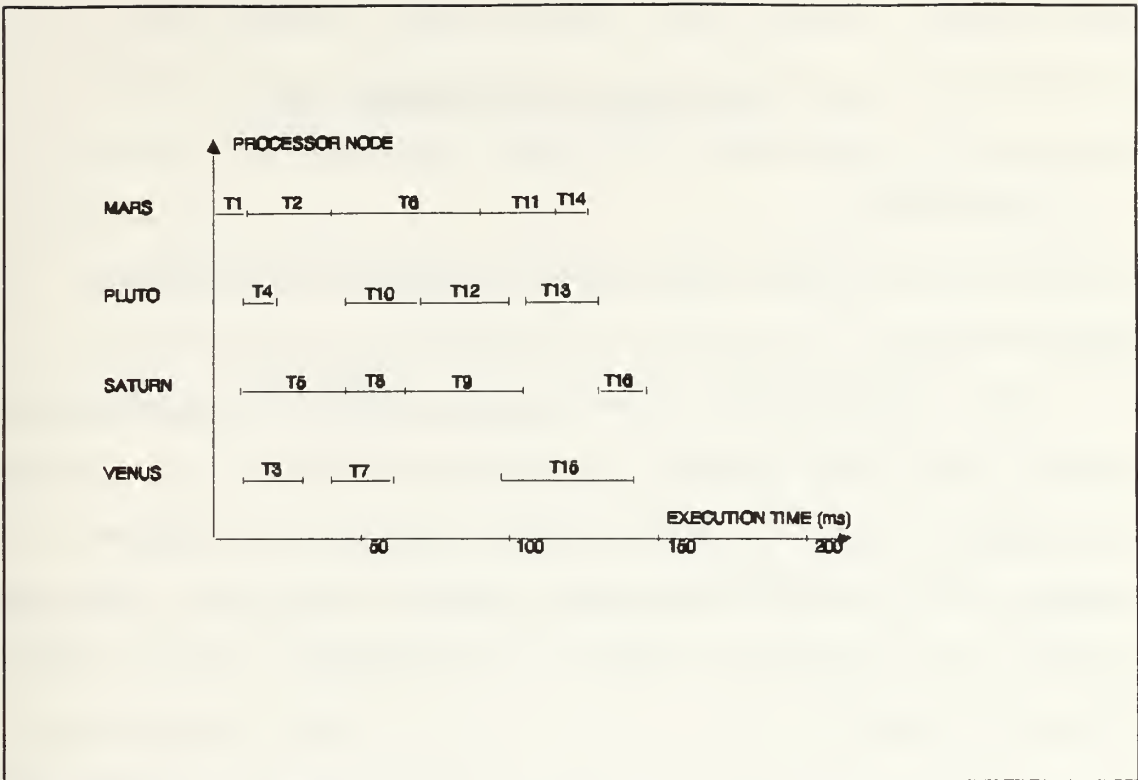 PROCESSOR NODE
MARS T1 T2 T6 T11 T14
PLUTO T4 T10 T12 T13
SATURN T5 T8 T9 T16
VENUS T3 T7 T15
EXECUTION TIME (ms)
50 100 150 200